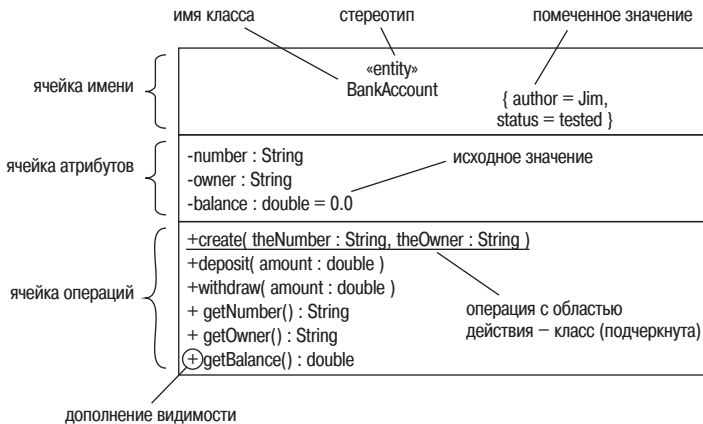 имя класса
стереотип
помеченное значение
ячейка имени
«entity»
BankAccount
{ author = Jim,
status = tested }
ячейка атрибутов
-number : String
-owner : String
-balance : double = 0.0
исходное значение
ячейка операций
+create( theNumber : String, theOwner : String )
+deposit( amount : double )
+withdraw( amount : double )
+ getNumber() : String
+ getOwner() : String
+getBalance() : double
операция с областью
действия – класс (подчеркнута)
дополнение видимости